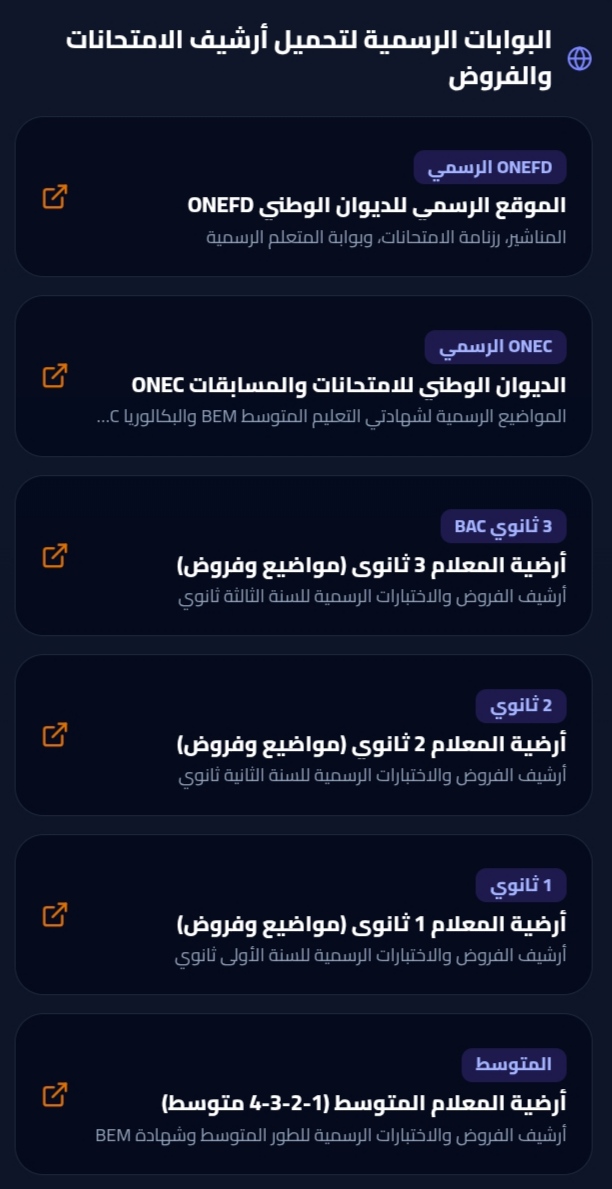 البوابات الرسمية لتحميل أرشيف الامتحانات
والفروض
ONEFD الرسمي
الموقع الرسمي للديوان الوطني ONEFD
المناشير، رزنامة الامتحانات، وبوابة المتعلم الرسمية
ONEC الرسمي
الديوان الوطني للامتحانات والمسابقات ONEC
المواضيع الرسمية لشهادتي التعليم المتوسط BEM والبكالوريا C...
3 ثانوي BAC
أرضية المعلام 3 ثانوي (مواضيع وفروض)
أرشيف الفروض والاختبارات الرسمية للسنة الثالثة ثانوي
2 ثانوي
أرضية المعلام 2 ثانوي (مواضيع وفروض)
أرشيف الفروض والاختبارات الرسمية للسنة الثانية ثانوي
1 ثانوي
أرضية المعلام 1 ثانوي (مواضيع وفروض)
أرشيف الفروض والاختبارات الرسمية للسنة الأولى ثانوي
المتوسط
أرضية المعلام المتوسط (1-2-3-4 متوسط)
أرشيف الفروض والاختبارات الرسمية للطور المتوسط وشهادة BEM